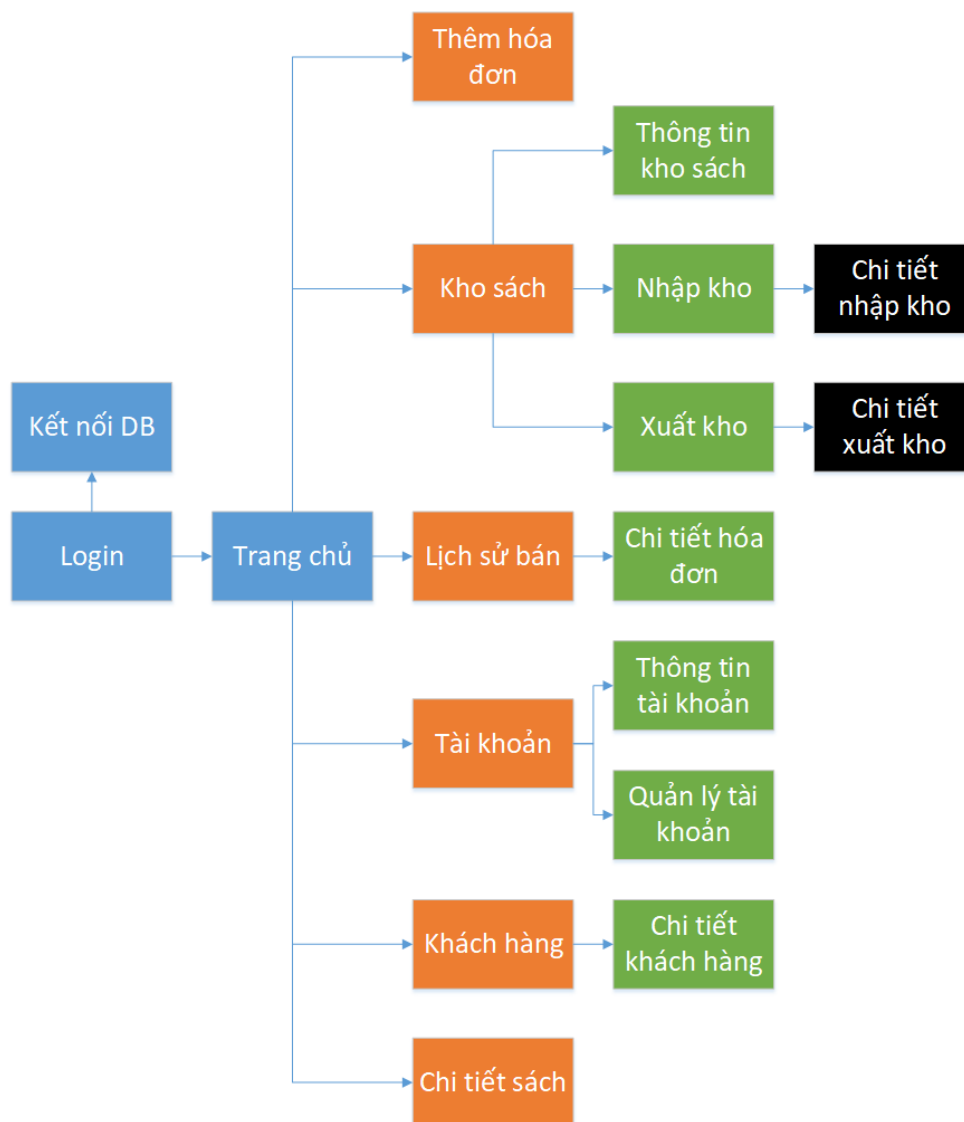 Thêm hóa
đơn
Thông tin
kho sách
Kho sách
Nhập kho
Chi tiết
nhập kho
Kết nối DB
Xuất kho
Chi tiết
xuất kho
Login
Trang chủ
Lịch sử bán
Chi tiết hóa
đơn
Thông tin
tài khoản
Tài khoản
Quản lý tài
khoản
Khách hàng
Chi tiết
khách hàng
Chi tiết sách